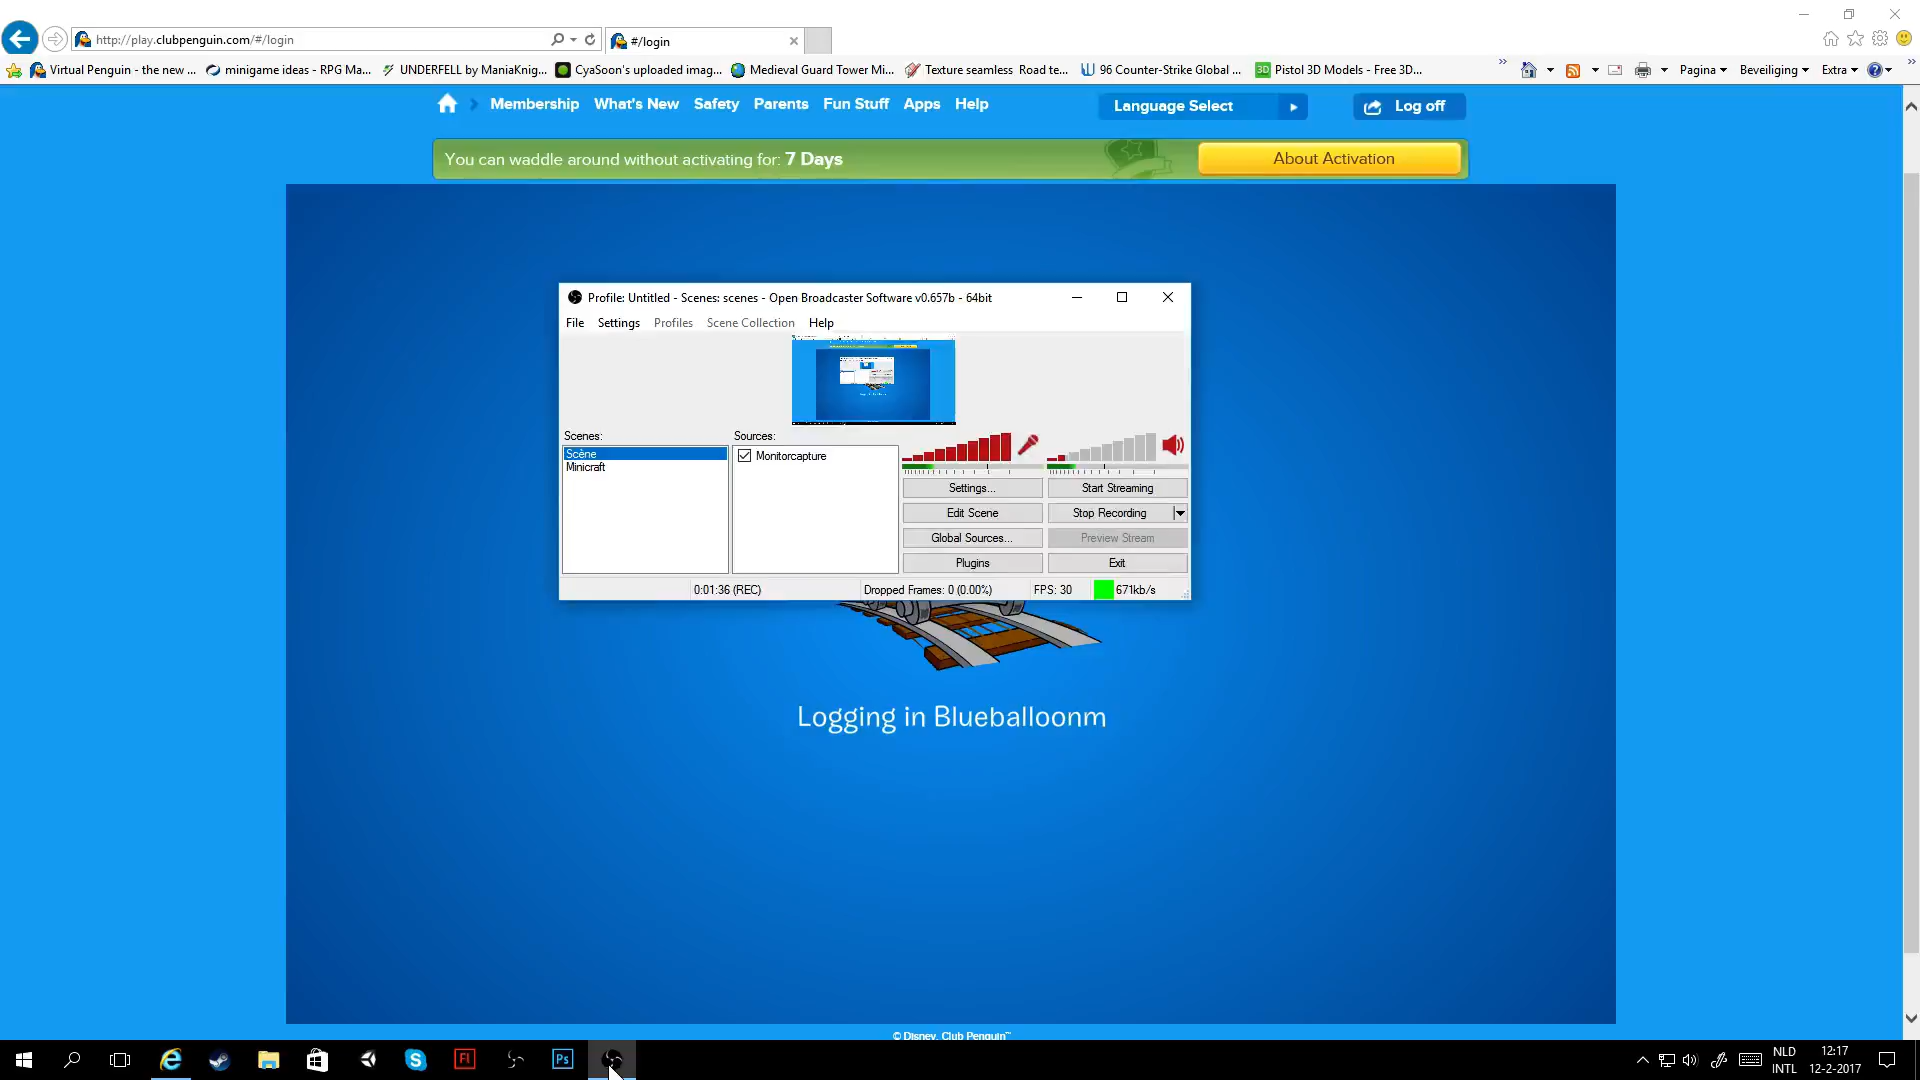 http://play.clubpenguin.com/#/login
#/login
Virtual Penguin - the new ...
minigame ideas - RPG Ma...
UNDERFELL by ManiaKnig...
CyaSoon's uploaded imag...
Medieval Guard Tower Mi...
Texture seamless Road te...
96 Counter-Strike Global ...
Pistol 3D Models - Free 3D...
Pagina
Beveiliging
Extra
Membership
What's New
Safety
Parents
Fun Stuff
Apps
Help
Language Select
Log off
You can waddle around without activating for: 7 Days
About Activation
Profile: Untitled - Scenes: scenes - Open Broadcaster Software v0.657b - 64bit
File
Settings
Profiles
Scene Collection
Help
Scenes:
Sources:
Scène
Minicraft
Monitorcapture
Settings...
Start Streaming
Edit Scene
Stop Recording
Global Sources...
Preview Stream
Plugins
Exit
0:01:36 (REC)
Dropped Frames: 0 (0.00%)
FPS: 30
671kb/s
Logging in Blueballoonm
© Disney. Club Penguin™
Fl
Ps
NLD
INTL
12:17
12-2-2017